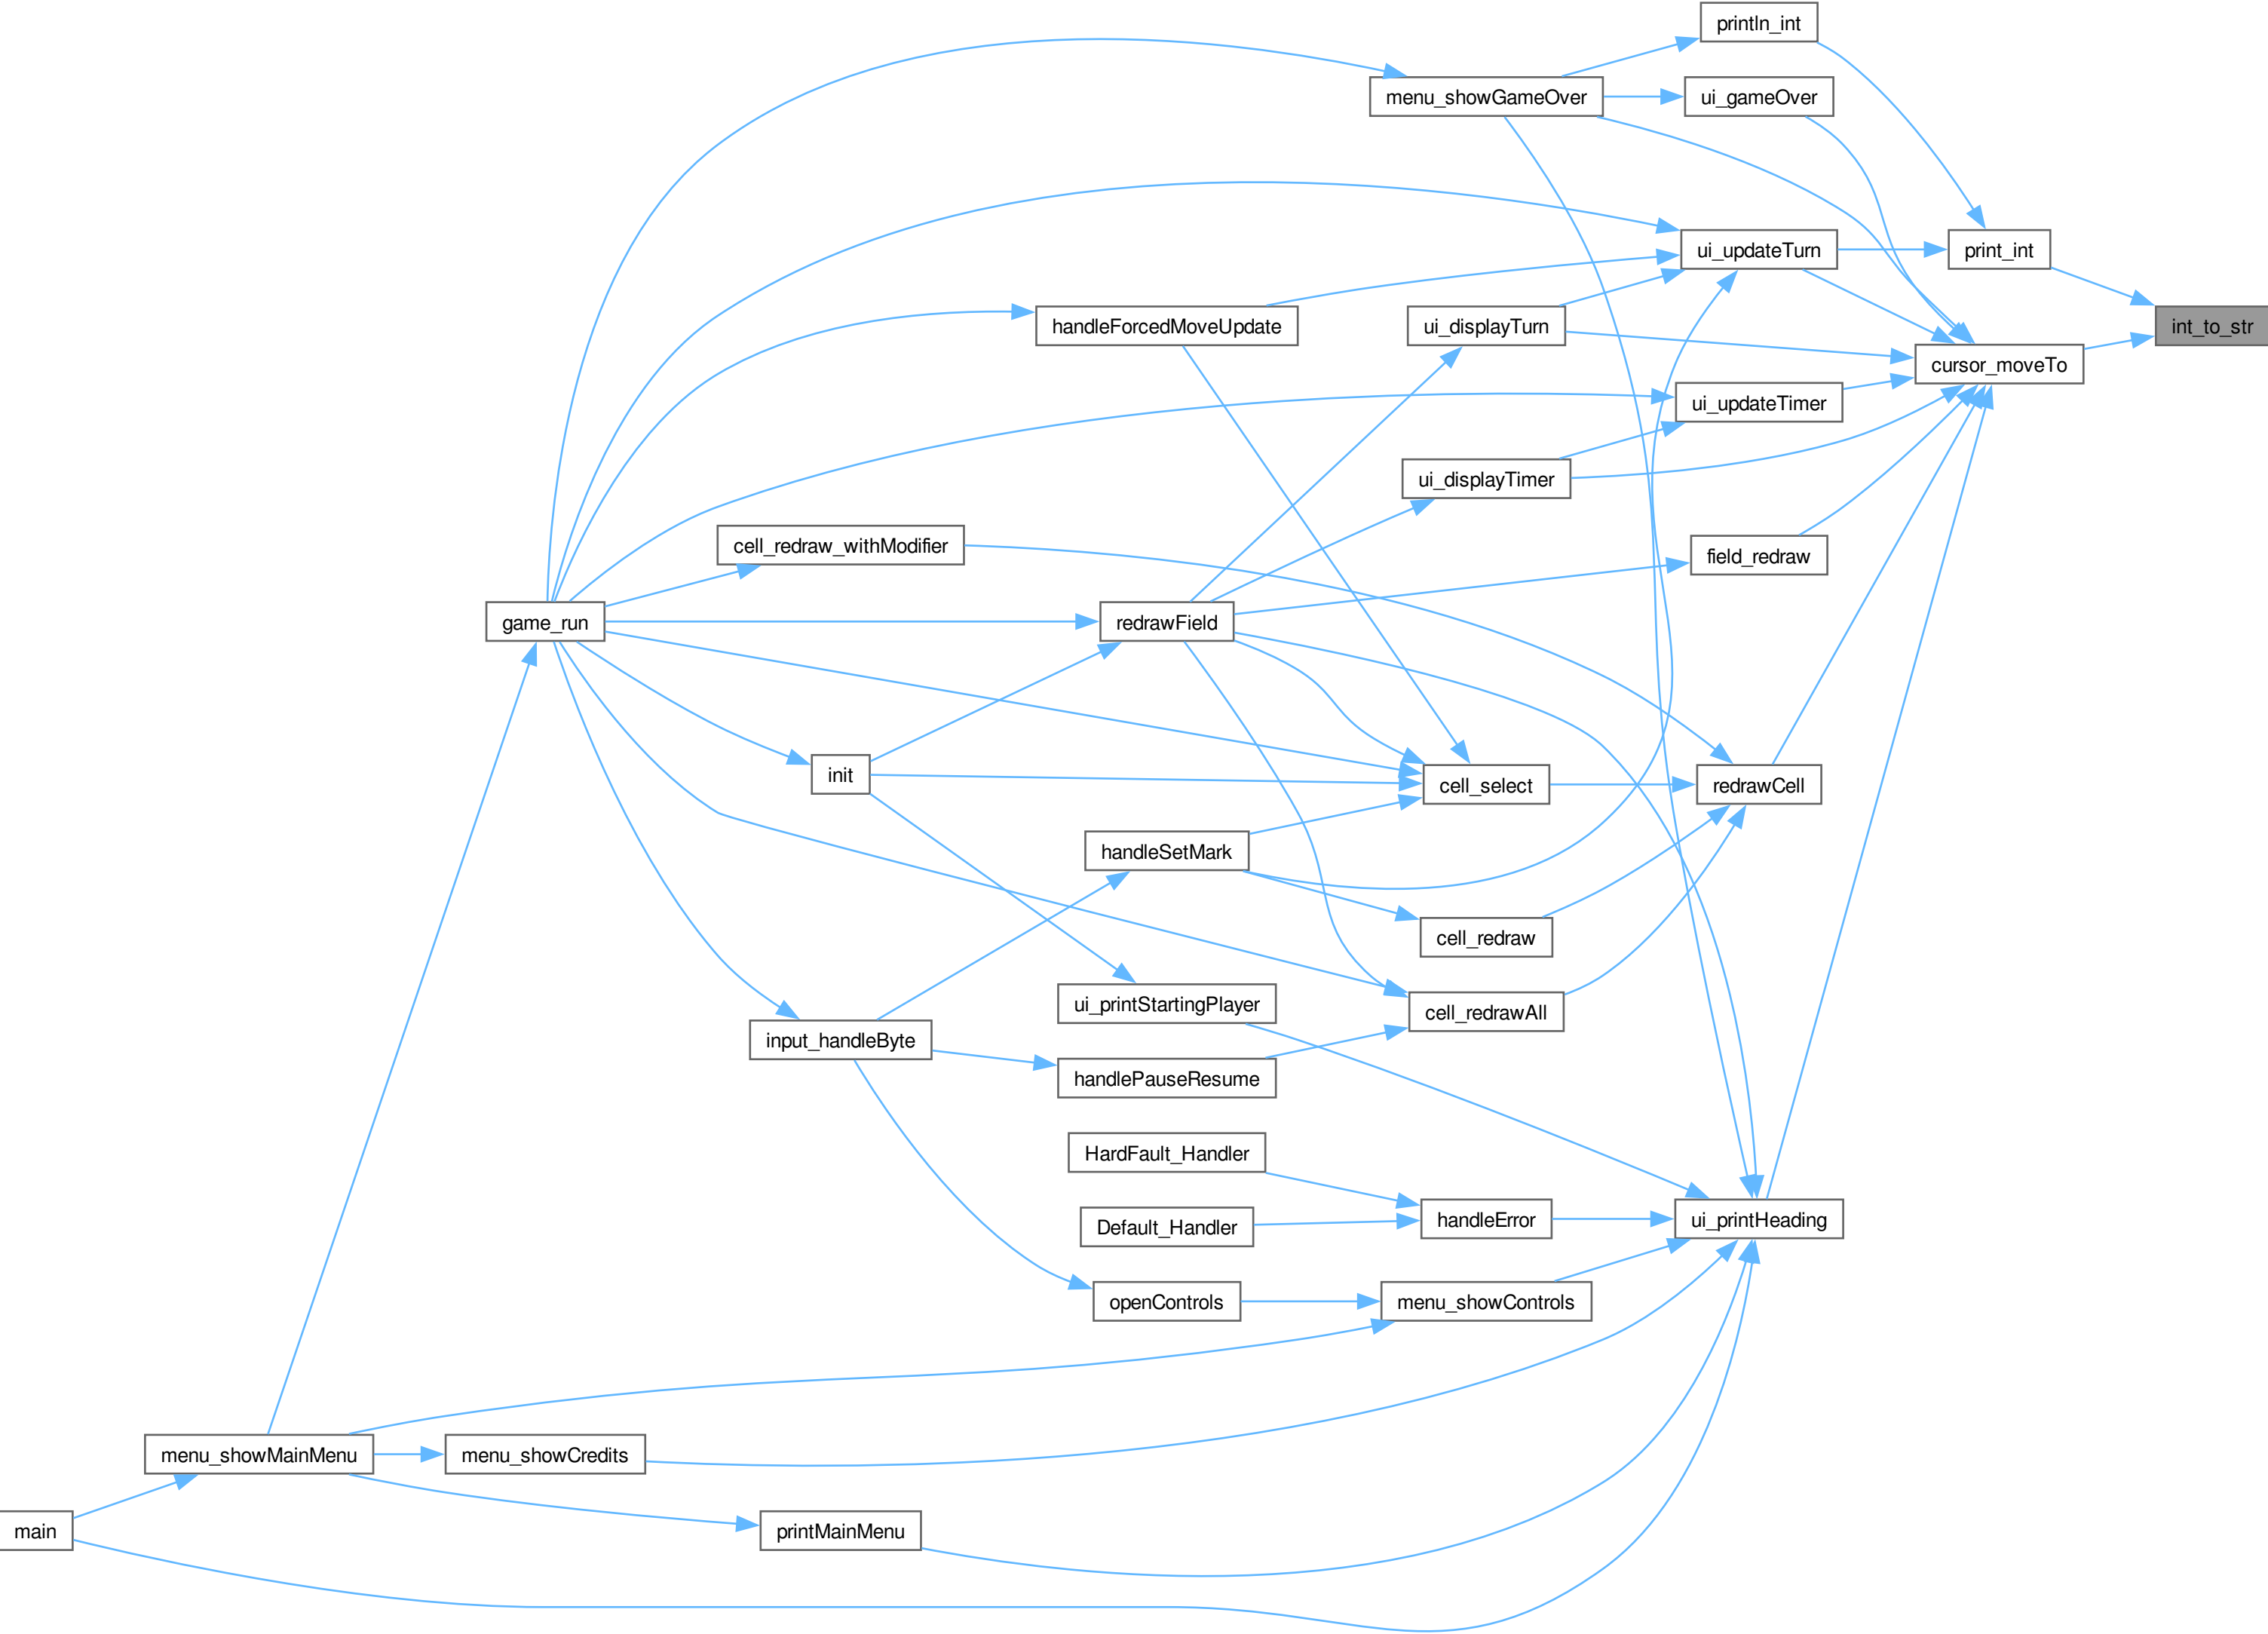 println_int
menu_showGameOver
ui_gameOver
ui_updateTurn
print_int
handleForcedMoveUpdate
ui_displayTurn
int_to_str
cursor_moveTo
ui_updateTimer
ui_displayTimer
cell_redraw_withModifier
field_redraw
game_run
redrawField
init
cell_select
redrawCell
handleSetMark
cell_redraw
ui_printStartingPlayer
cell_redrawAll
input_handleByte
handlePauseResume
HardFault_Handler
Default_Handler
handleError
ui_printHeading
openControls
menu_showControls
menu_showMainMenu
menu_showCredits
main
printMainMenu